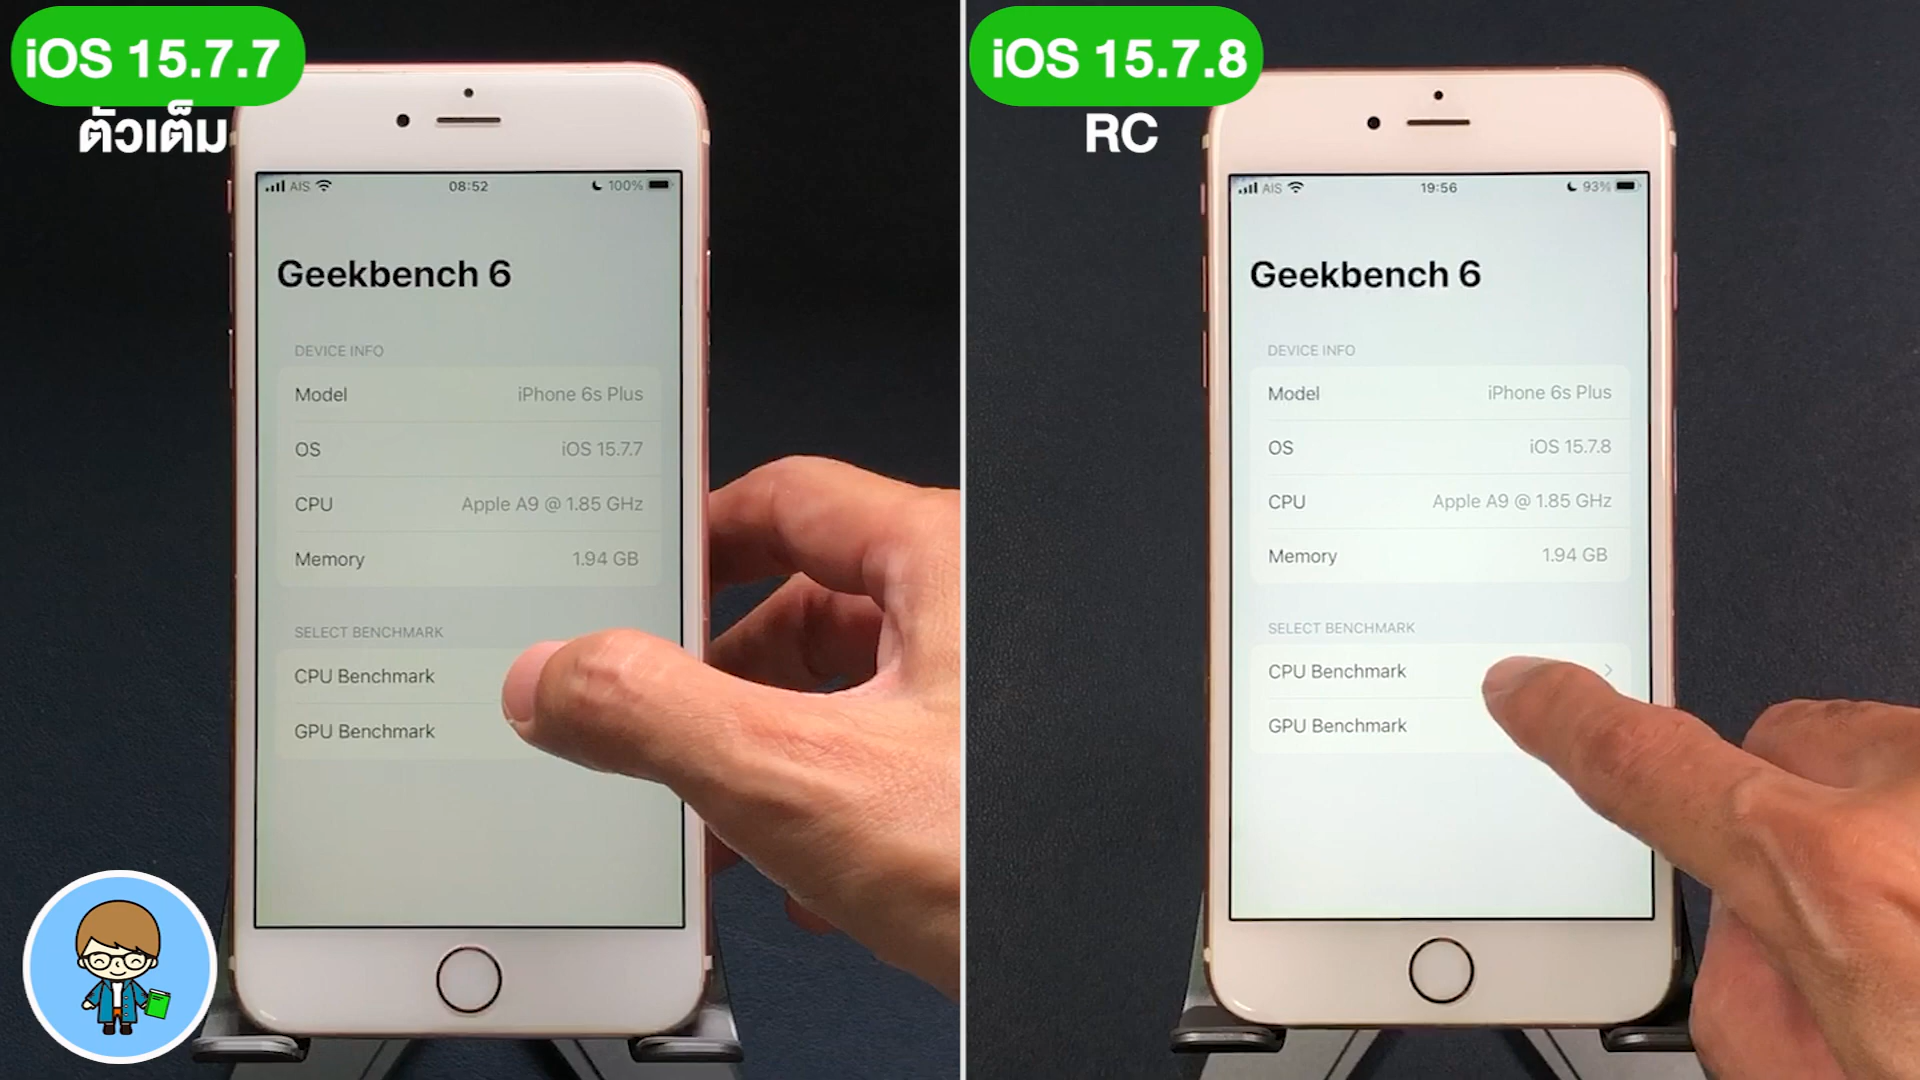 iOS 15.7.7
ตัวเต็ม
AIS 08:52 100%
Geekbench 6
DEVICE INFO
Model iPhone 6s Plus
OS iOS 15.7.7
CPU Apple A9 @ 1.85 GHz
Memory 1.94 GB
SELECT BENCHMARK
CPU Benchmark
GPU Benchmark
iOS 15.7.8
RC
AIS 19:56 93%
Geekbench 6
DEVICE INFO
Model iPhone 6s Plus
OS iOS 15.7.8
CPU Apple A9 @ 1.85 GHz
Memory 1.94 GB
SELECT BENCHMARK
CPU Benchmark
GPU Benchmark